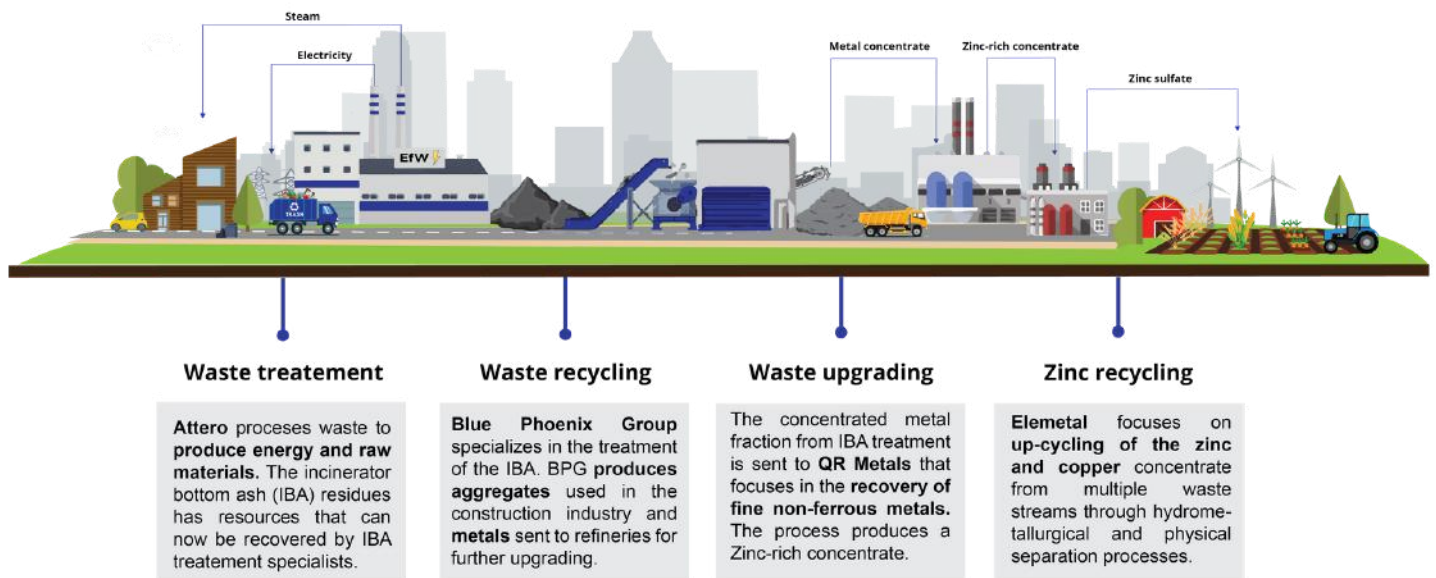 Steam
Electricity
Metal concentrate
Zinc-rich concentrate
Zinc sulfate
EfW
TRASH
Waste treatement
Attero proceses waste to
produce energy and raw
materials. The incinerator
bottom ash (IBA) residues
has resources that can
now be recovered by IBA
treatement specialists.
Waste recycling
Blue Phoenix Group
specializes in the treatment
of the IBA. BPG produces
aggregates used in the
construction industry and
metals sent to refineries for
further upgrading.
Waste upgrading
The concentrated metal
fraction from IBA treatment
is sent to QR Metals that
focuses in the recovery of
fine non-ferrous metals.
The process produces a
Zinc-rich concentrate.
Zinc recycling
Elemetal focuses on
up-cycling of the zinc
and copper concentrate
from multiple waste
streams through hydrome-
tallurgical and physical
separation processes.